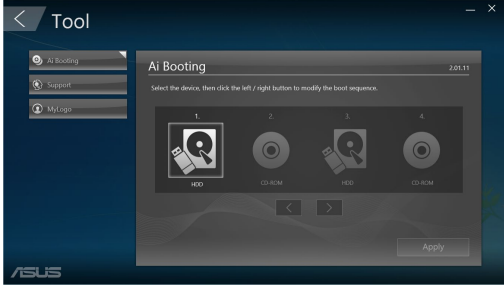 Tool
Ai Booting
Support
MyLogo
Ai Booting
2.01.11
Select the device, then click the left / right button to modify the boot sequence.
1. 2. 3. 4.
HDD CD-ROM HDD CD-ROM
Apply
ASUS